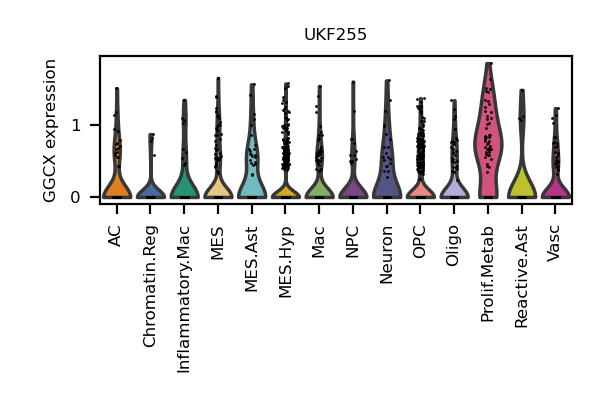 UKF255
GGCX expression
1
0
AC
Chromatin.Reg
Inflammatory.Mac
MES
MES.Ast
MES.Hyp
Mac
NPC
Neuron
OPC
Oligo
Prolif.Metab
Reactive.Ast
Vasc